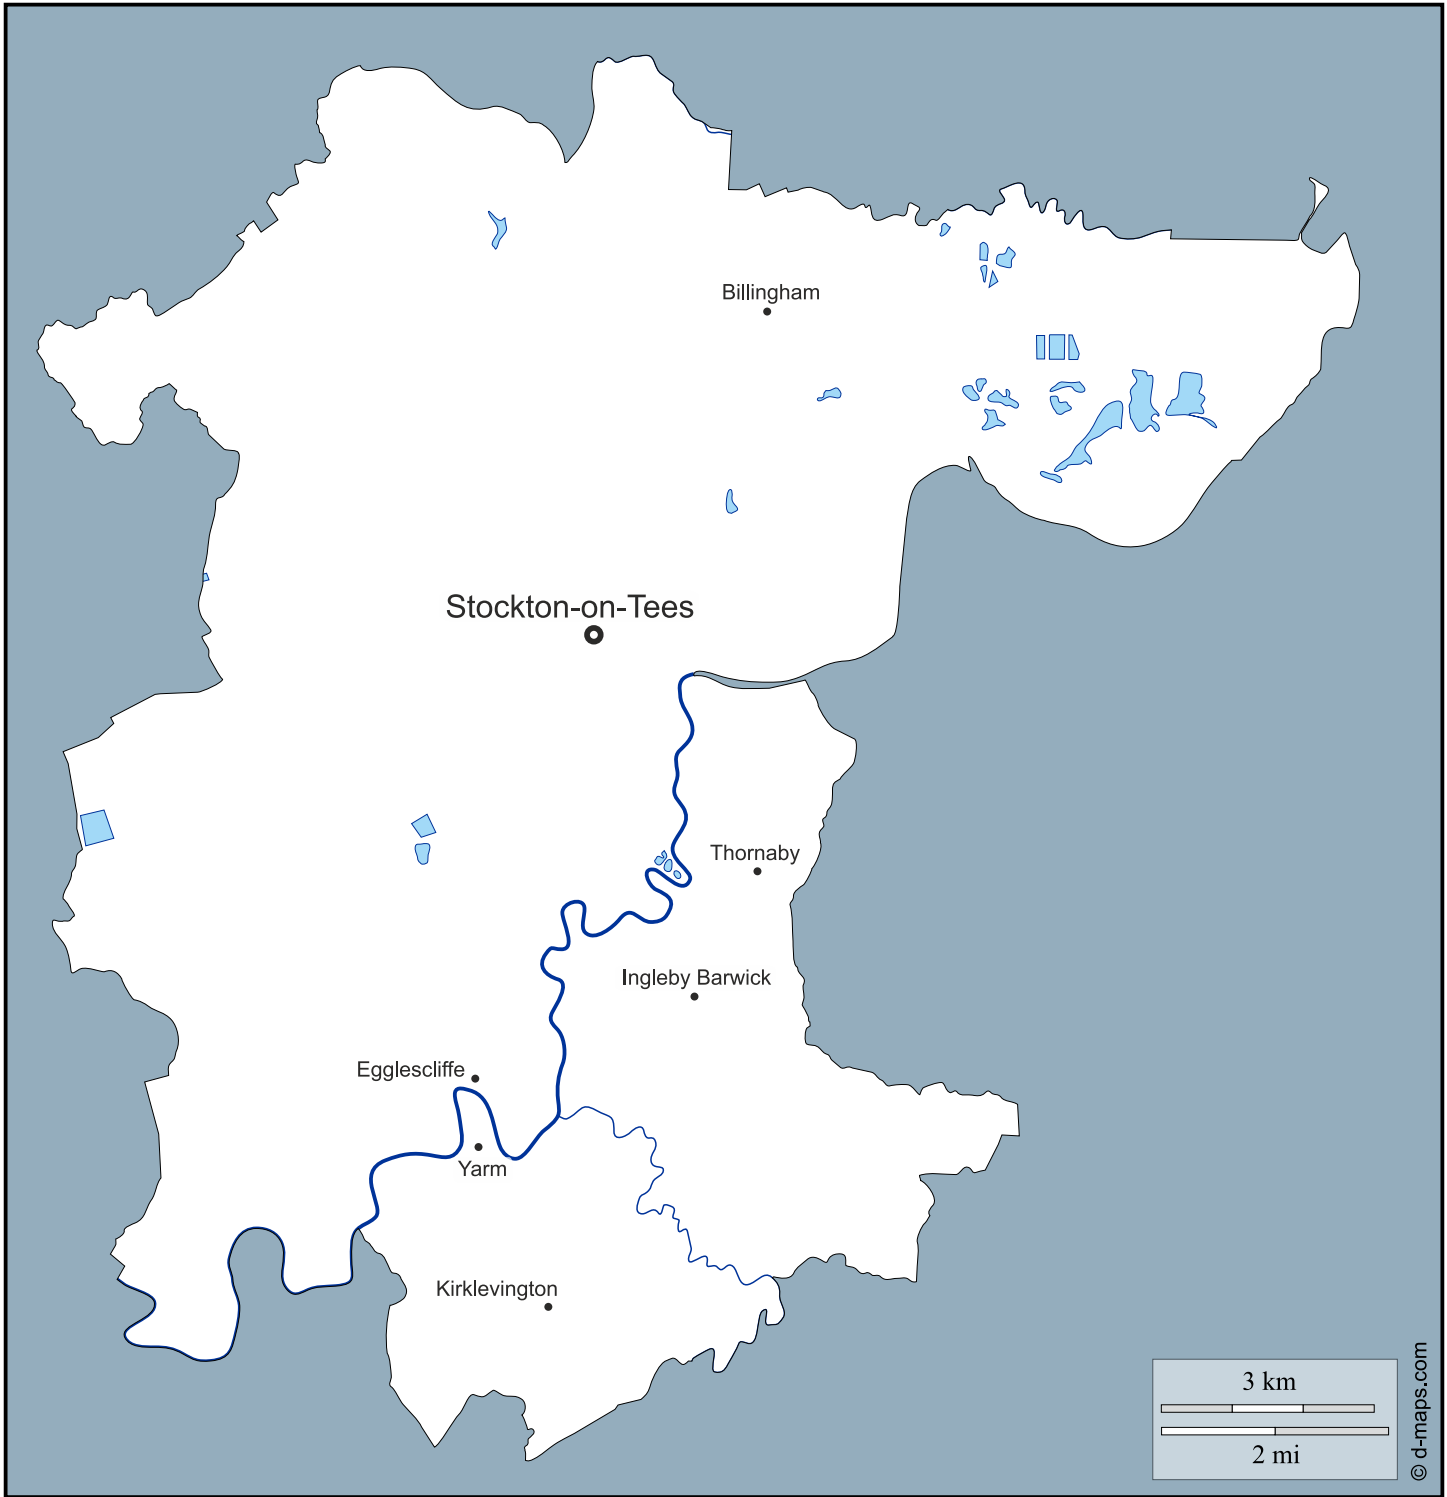 Billingham
Stockton-on-Tees
Thornaby
Ingleby Barwick
Egglescliffe
Yarm
Kirklevington
3 km
2 mi
© d-maps.com